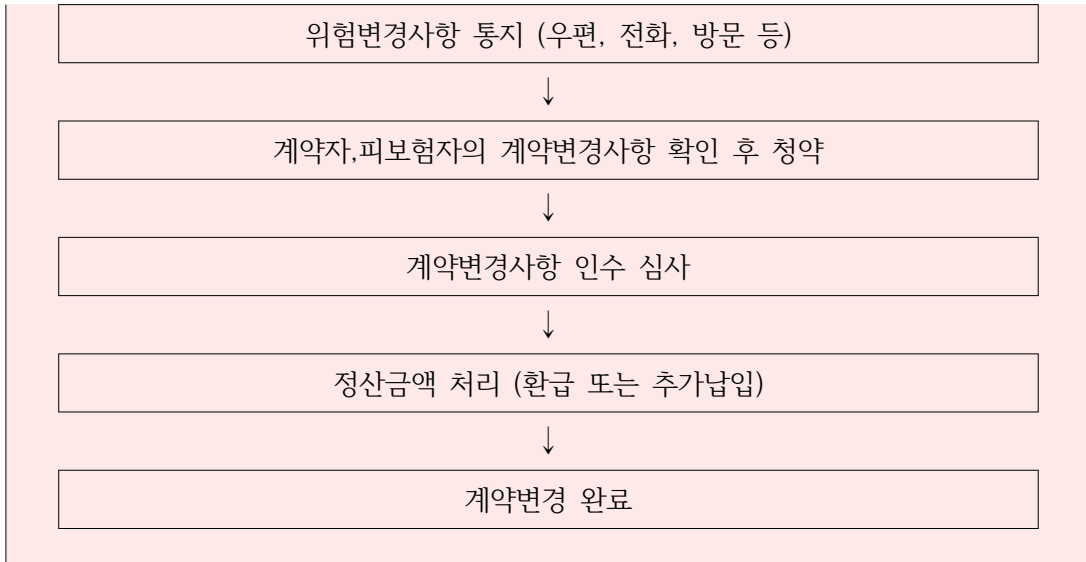 위험변경사항 통지 (우편, 전화, 방문 등)
↓
계약자,피보험자의 계약변경사항 확인 후 청약
↓
계약변경사항 인수 심사
↓
정산금액 처리 (환급 또는 추가납입)
↓
계약변경 완료